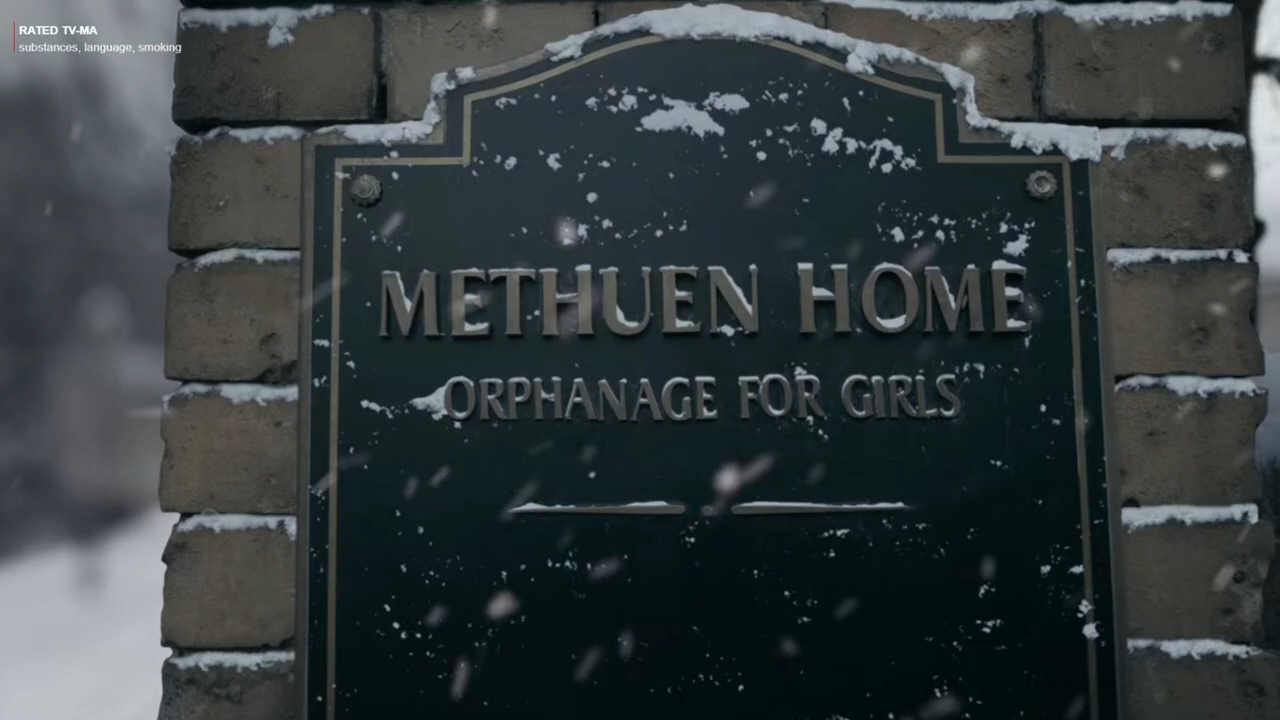 RATED TV-MA
substances, language, smoking
METHUEN HOME
ORPHANAGE FOR GIRLS